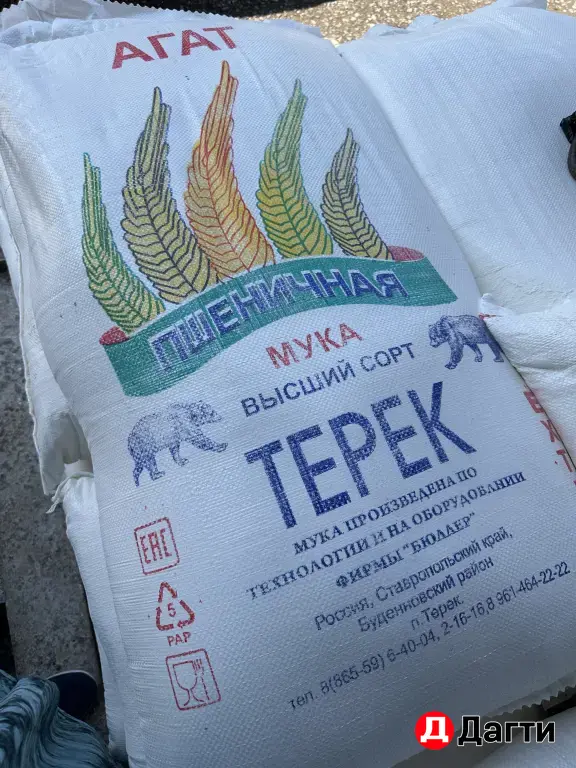 АГАТ
ПШЕНИЧНАЯ
МУКА
ВЫСШИЙ СОРТ
ТЕРЕК
МУКА ПРОИЗВЕДЕНА ПО
ТЕХНОЛОГИИ И НА ОБОРУДОВАНИИ
ФИРМЫ "БЮЛЛЕР"
Россия, Ставропольский край,
Буденновский район
п. Терек.
тел. 8(865-59) 6-40-04, 2-16-16,8 961-464-22-22
EAC
5
PAP
Д Дагти